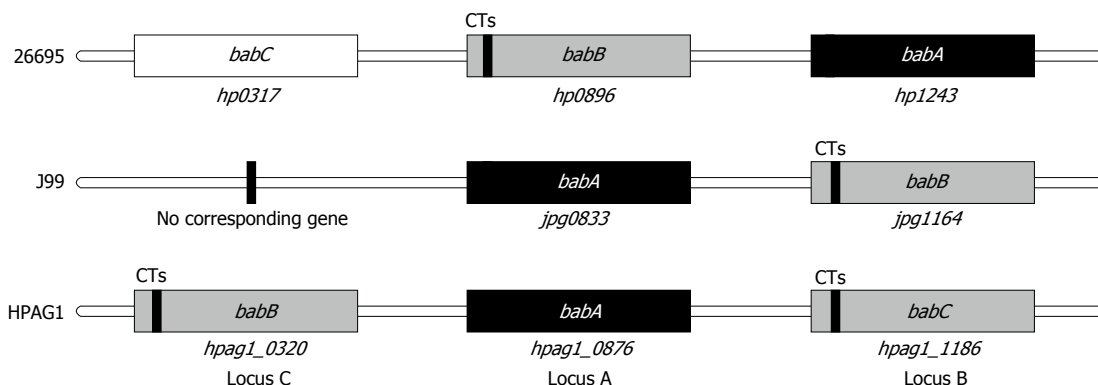 CTs
26695 babC babB babA
hp0317 hp0896 hp1243
CTs
J99 babA babB
No corresponding gene jpg0833 jpg1164
CTs CTs
HPAG1 babB babA babC
hpag1_0320 hpag1_0876 hpag1_1186
Locus C Locus A Locus B